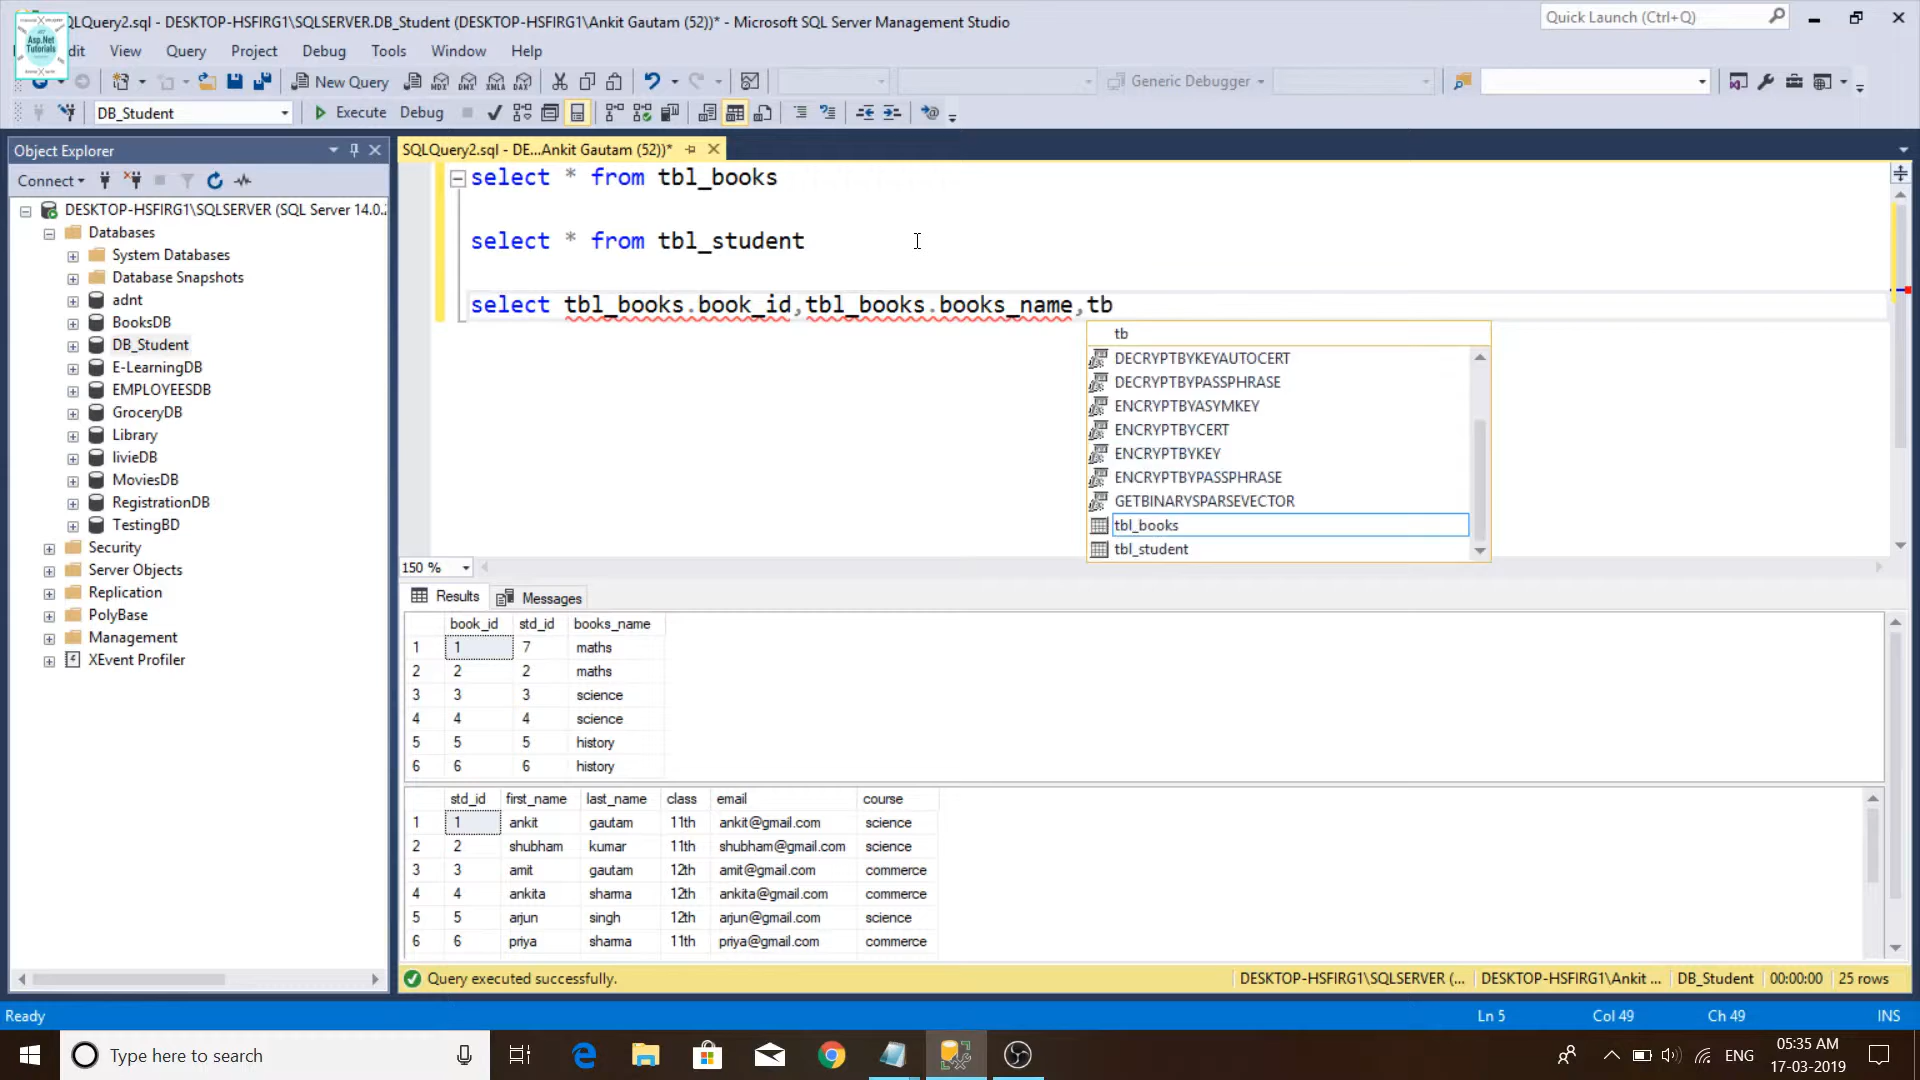 SQLQuery2.sql - DESKTOP-HSFIRG1\SQLSERVER.DB_Student (DESKTOP-HSFIRG1\Ankit Gautam (52))* - Microsoft SQL Server Management Studio
Quick Launch (Ctrl+Q)
Asp.Net
Tutorials
dit View Query Project Debug Tools Window Help
New Query
MDX DMX XMLA DAX
Generic Debugger
DB_Student
Execute Debug
Object Explorer
SQLQuery2.sql - DE...Ankit Gautam (52))*
Connect
DESKTOP-HSFIRG1\SQLSERVER (SQL Server 14.0.
Databases
System Databases
Database Snapshots
adnt
BooksDB
DB_Student
E-LearningDB
EMPLOYEESDB
GroceryDB
Library
livieDB
MoviesDB
RegistrationDB
TestingBD
Security
Server Objects
Replication
PolyBase
Management
XEvent Profiler
select * from tbl_books
select * from tbl_student
select tbl_books.book_id,tbl_books.books_name,tb
tb
DECRYPTBYKEYAUTOCERT
DECRYPTBYPASSPHRASE
ENCRYPTBYASYMKEY
ENCRYPTBYCERT
ENCRYPTBYKEY
ENCRYPTBYPASSPHRASE
GETBINARYSPARSEVECTOR
tbl_books
tbl_student
150 %
Results Messages
book_id std_id books_name
1 1 7 maths
2 2 2 maths
3 3 3 science
4 4 4 science
5 5 5 history
6 6 6 history
std_id first_name last_name class email course
1 1 ankit gautam 11th ankit@gmail.com science
2 2 shubham kumar 11th shubham@gmail.com science
3 3 amit gautam 12th amit@gmail.com commerce
4 4 ankita sharma 12th ankita@gmail.com commerce
5 5 arjun singh 12th arjun@gmail.com science
6 6 priya sharma 11th priya@gmail.com commerce
Query executed successfully.
DESKTOP-HSFIRG1\SQLSERVER (... DESKTOP-HSFIRG1\Ankit ... DB_Student 00:00:00 25 rows
Ready
Ln 5 Col 49 Ch 49 INS
Type here to search
ENG
05:35 AM
17-03-2019